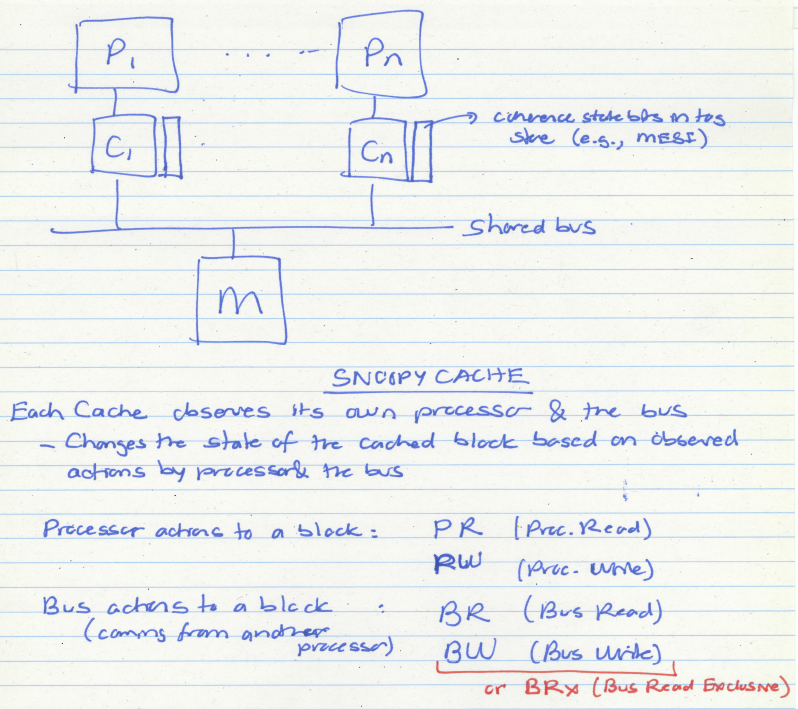 P1 . . . . . Pn
C1 Cn
coherence state bits in tag
store (e.g., MESI)
Shared bus
M
SNOOPY CACHE
Each Cache observes its own processor & the bus
– Changes the state of the cached block based on observed
actions by processor & the bus
Processor actions to a block : PR (Proc. Read)
PW (Proc. Write)
Bus actions to a block : BR (Bus Read)
(comms from another
processor) BW (Bus Write)
or BRx (Bus Read Exclusive)